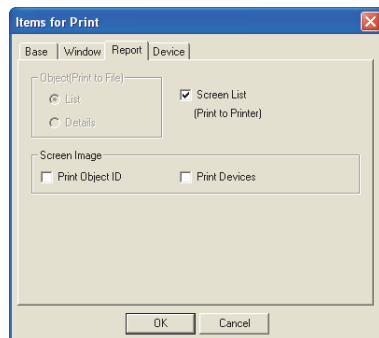 Items for Print
Base Window Report Device
Object(Print to File)
List
Details
Screen List
(Print to Printer)
Screen Image
Print Object ID Print Devices
OK Cancel